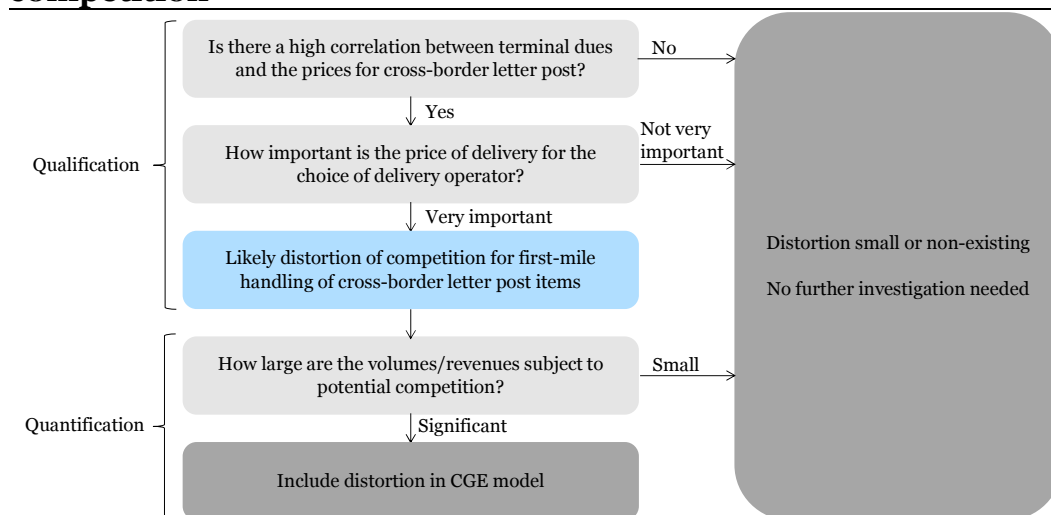 Is there a high correlation between terminal dues
and the prices for cross-border letter post?
No
Yes
Not very
important
Qualification
How important is the price of delivery for the
choice of delivery operator?
Very important
Likely distortion of competition for first-mile
handling of cross-border letter post items
Distortion small or non-existing
No further investigation needed
How large are the volumes/revenues subject to
potential competition?
Small
Quantification
Significant
Include distortion in CGE model